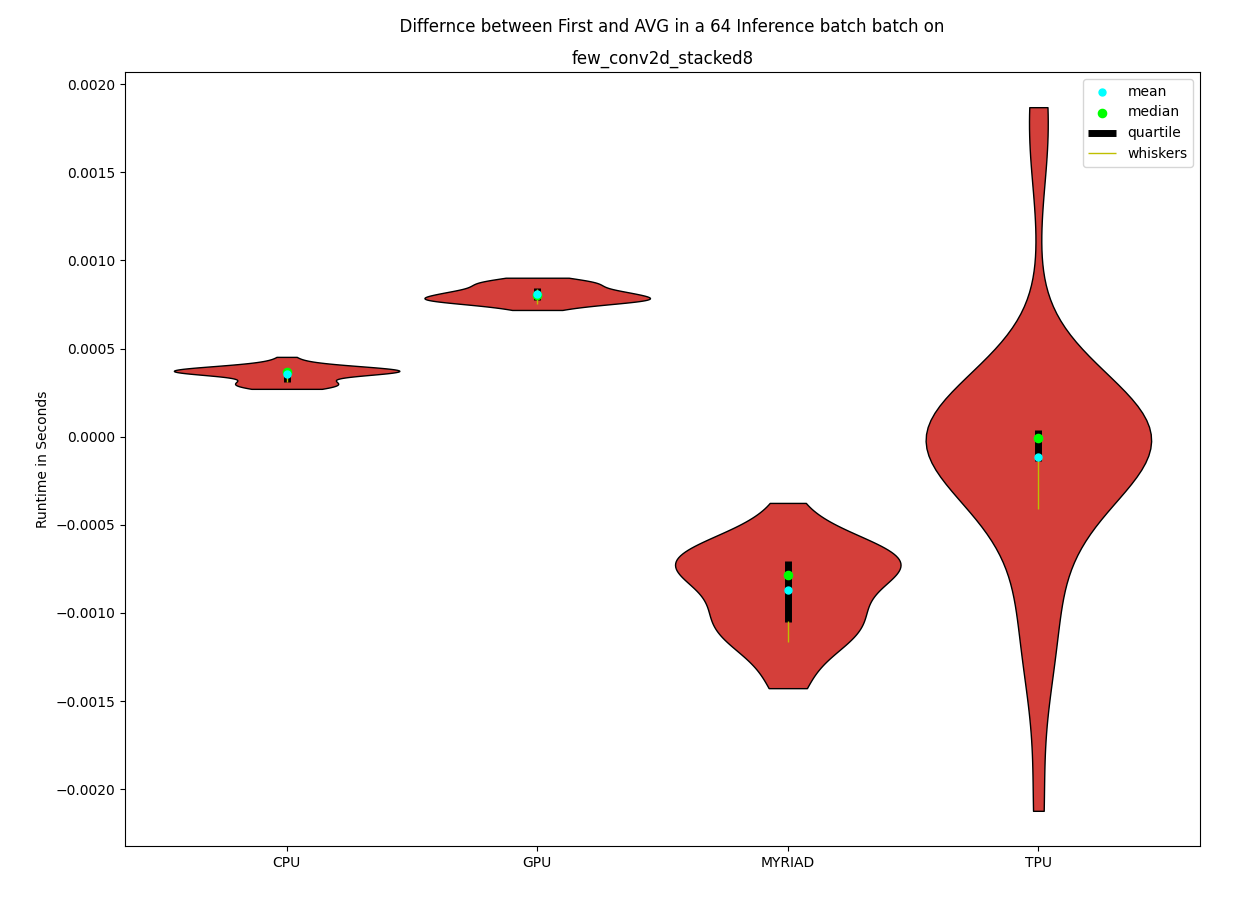 Differnce between First and AVG in a 64 Inference batch batch on
few_conv2d_stacked8
0.0020
0.0015
0.0010
0.0005
0.0000
−0.0005
−0.0010
−0.0015
−0.0020
Runtime in Seconds
mean
median
quartile
whiskers
CPU
GPU
MYRIAD
TPU